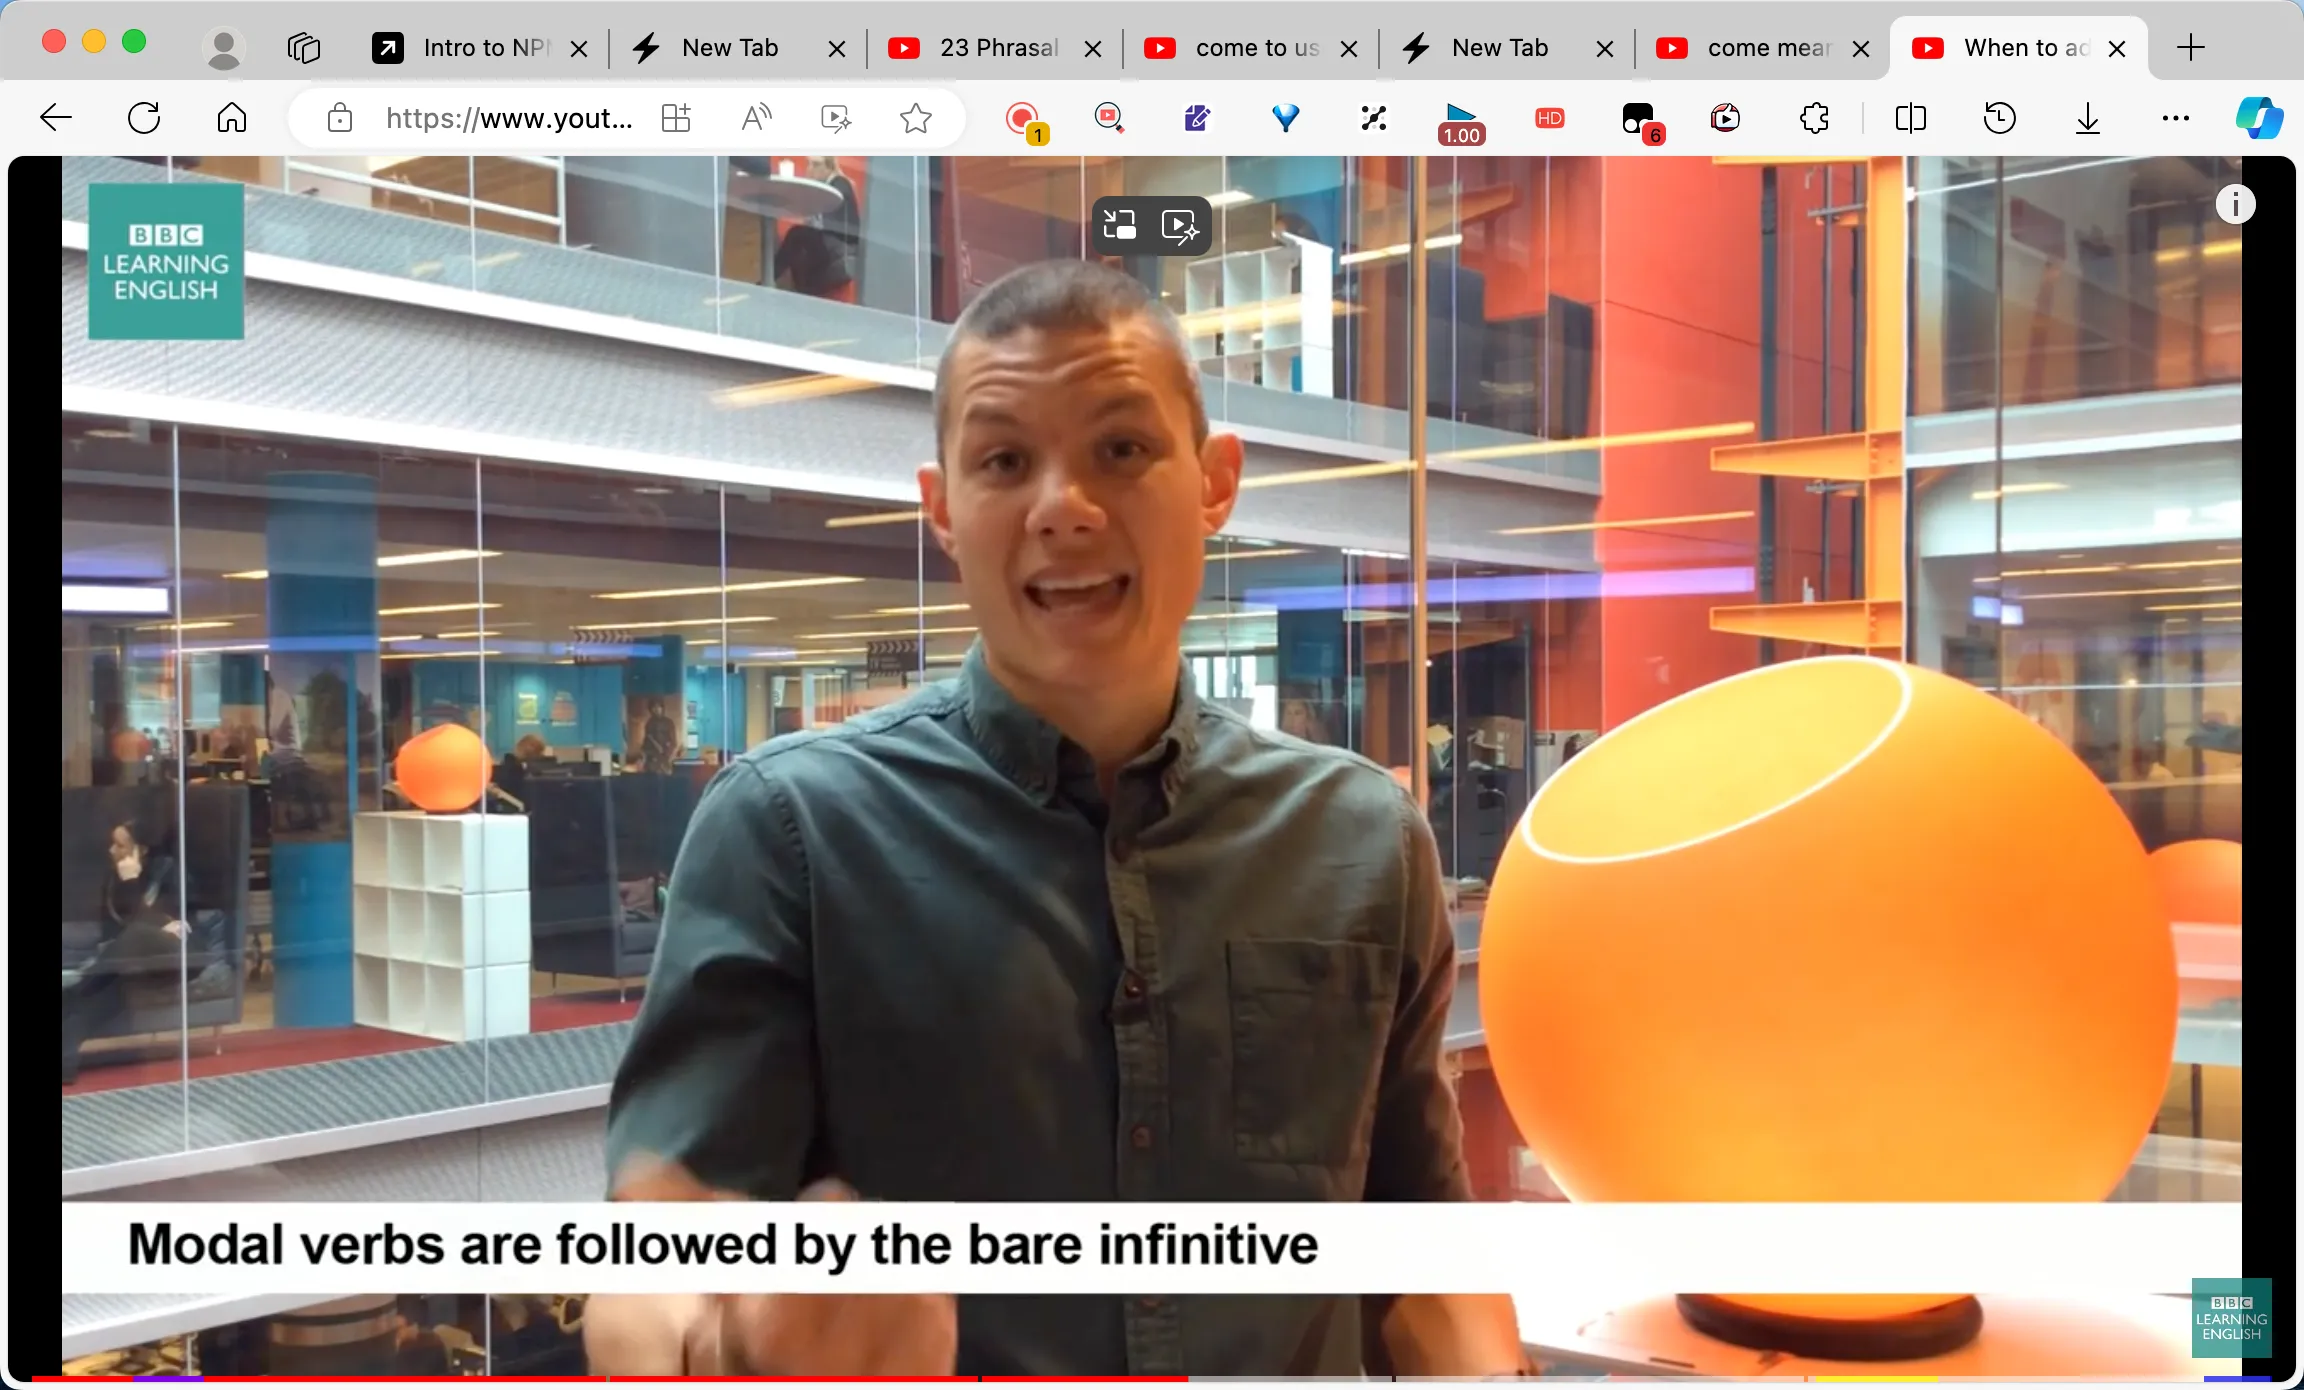 Intro to NP
New Tab
23 Phrasal
come to us
New Tab
come mear
When to ad
https://www.yout...
1
1.00
HD
6
BBC
LEARNING
ENGLISH
i
Modal verbs are followed by the bare infinitive
BBC
LEARNING
ENGLISH